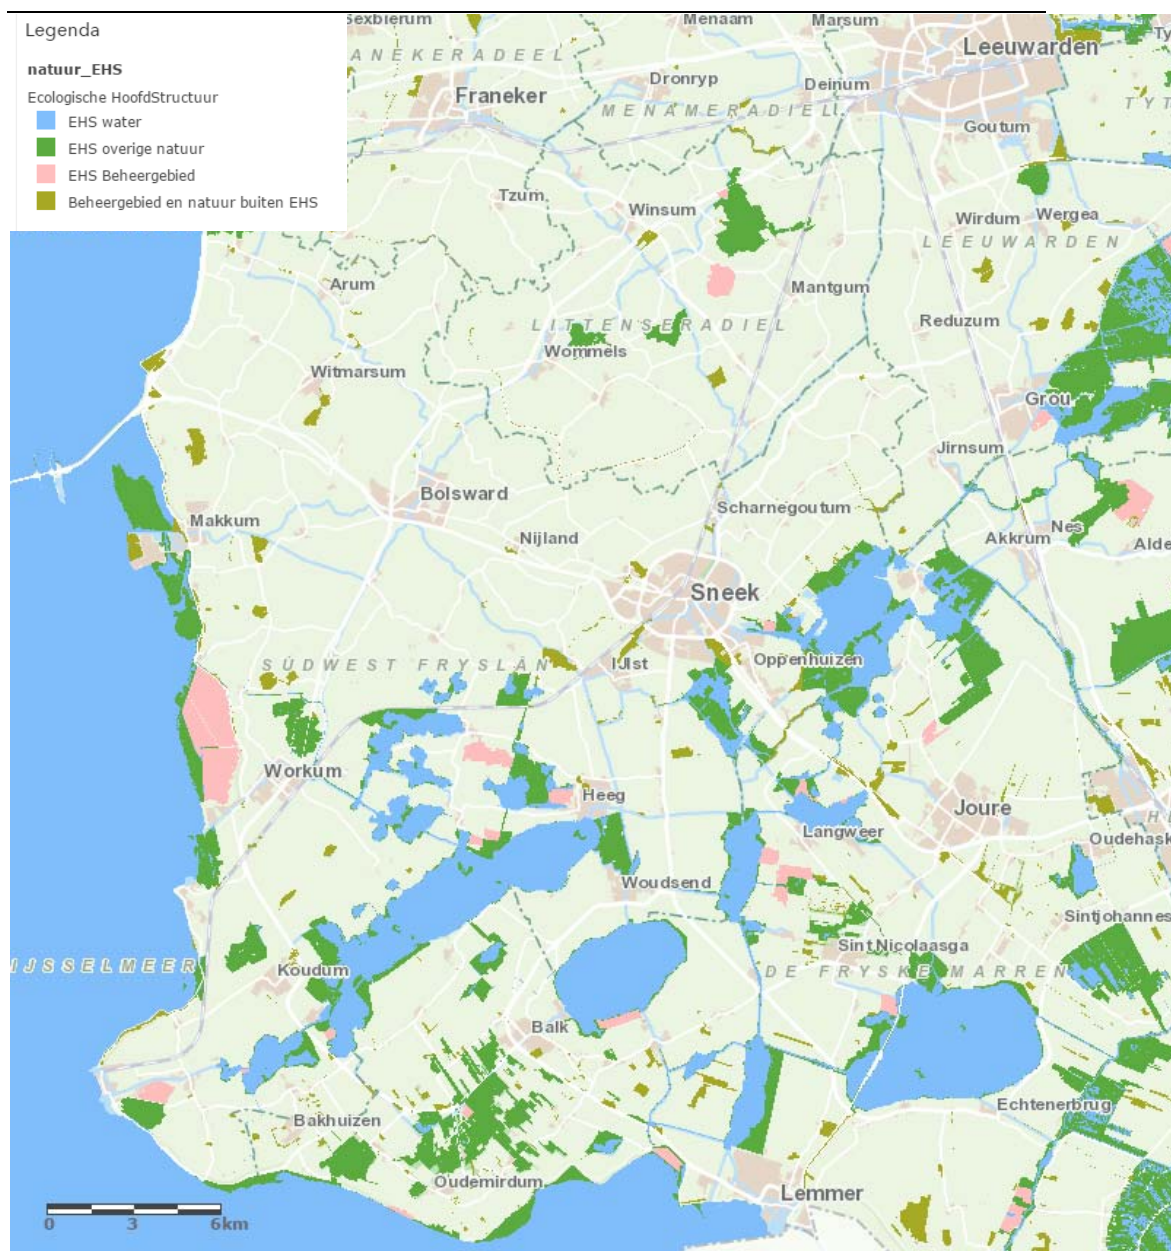 Legenda
natuur_EHS
Ecologische HoofdStructuur
EHS water
EHS overige natuur
EHS Beheergebied
Beheergebied en natuur buiten EHS
Menaam
Marsum
Leeuwarden
Dronryp
Deinum
Franeker
MENAMERADIEL
Goutum
Tzum
Winsum
Wirdum
Wergea
LEEUWARDEN
Arum
Mantgum
LITTENSERADIEL
Reduzum
Wommels
Witmarsum
Grou
Jirnsum
Bolsward
Scharnegoutum
Makkum
Nijland
Akkrum
Nes
Alde
Sneek
SÚDWEST FRYSLÂN
IJlst
Oppenhuizen
Workum
Heeg
Joure
Langweer
Oudehask
Woudsend
Sintjohannes
Sint Nicolaasga
IJSSELMEER
Koudum
DE FRYSKE MARREN
Balk
Bakhuizen
Echtenerbrug
Oudemirdum
Lemmer
0 3 6km